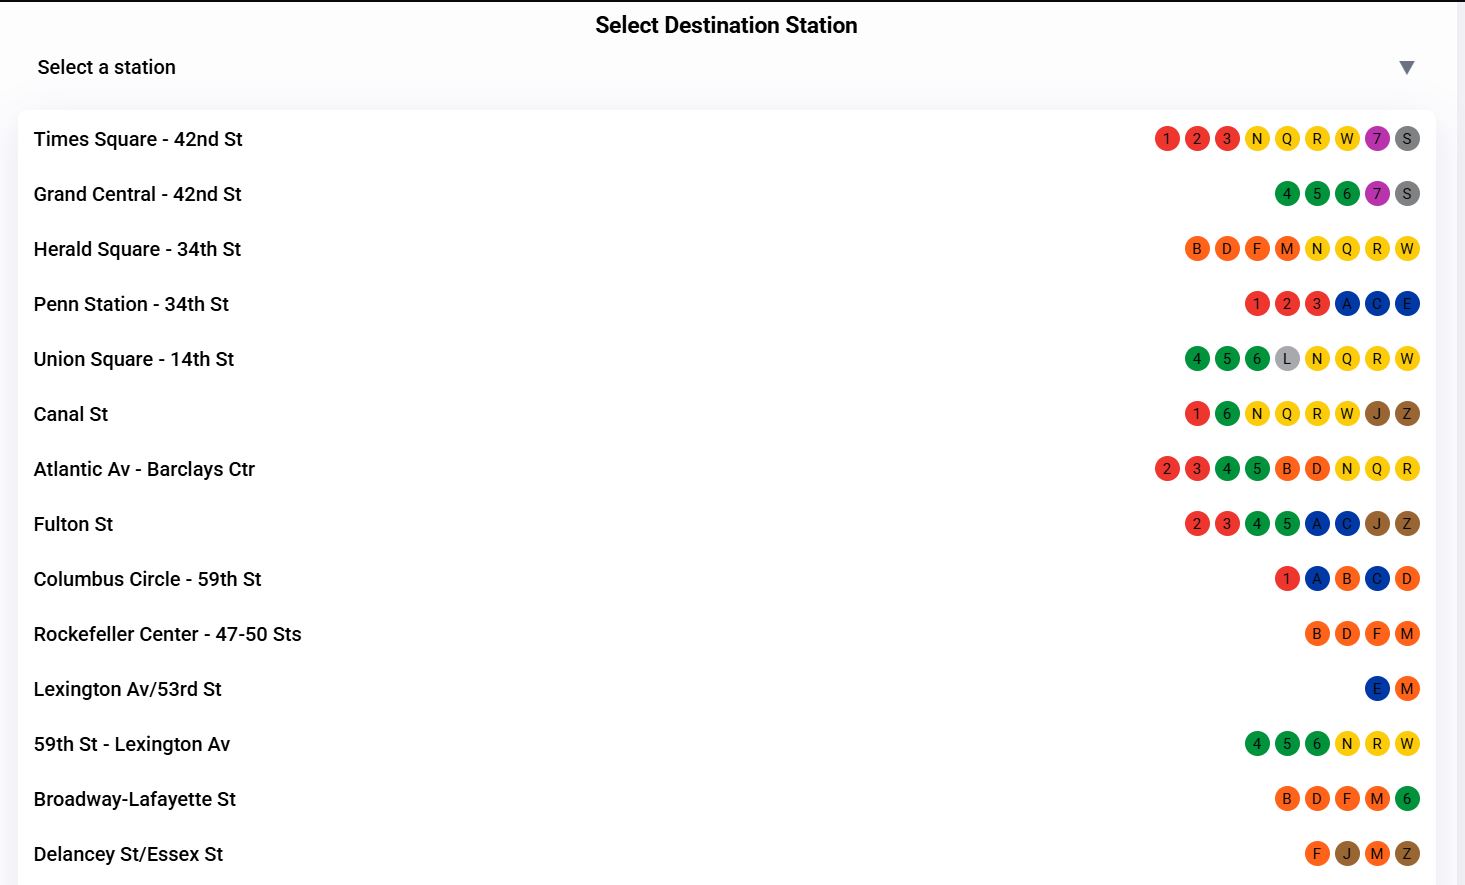 Select Destination Station
Select a station
Times Square - 42nd St 1 2 3 N Q R W 7 S
Grand Central - 42nd St 4 5 6 7 S
Herald Square - 34th St B D F M N Q R W
Penn Station - 34th St 1 2 3 A C E
Union Square - 14th St 4 5 6 L N Q R W
Canal St 1 6 N Q R W J Z
Atlantic Av - Barclays Ctr 2 3 4 5 B D N Q R
Fulton St 2 3 4 5 A C J Z
Columbus Circle - 59th St 1 A B C D
Rockefeller Center - 47-50 Sts B D F M
Lexington Av/53rd St E M
59th St - Lexington Av 4 5 6 N R W
Broadway-Lafayette St B D F M 6
Delancey St/Essex St F J M Z